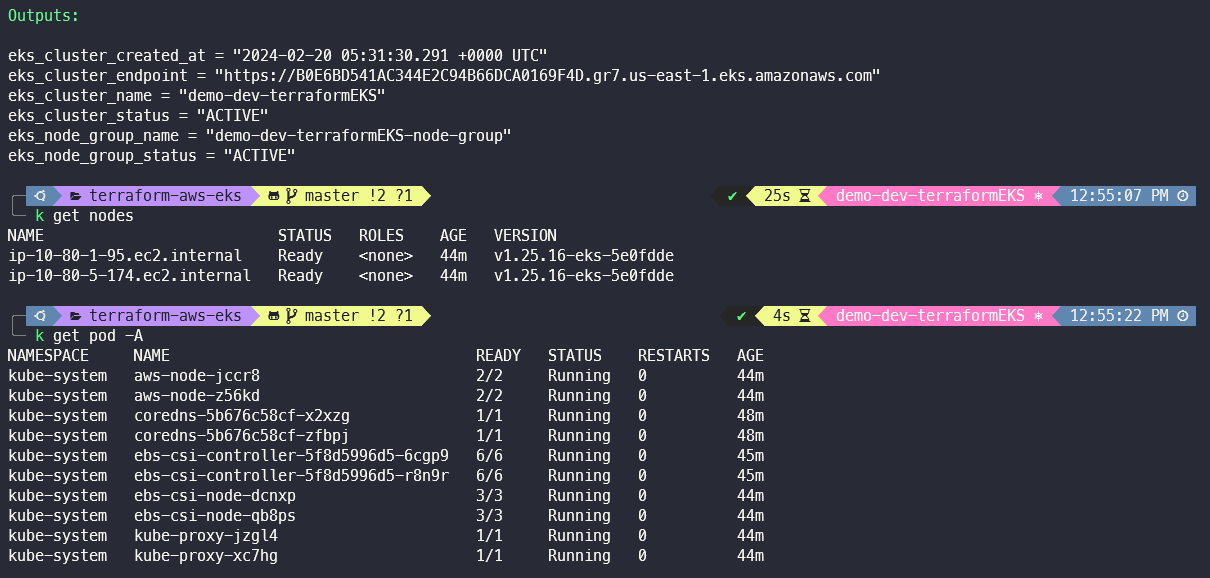 Outputs:
eks_cluster_created_at = "2024-02-20 05:31:30.291 +0000 UTC"
eks_cluster_endpoint = "https://B0E6BD541AC344E2C94B66DCA0169F4D.gr7.us-east-1.eks.amazonaws.com"
eks_cluster_name = "demo-dev-terraformEKS"
eks_cluster_status = "ACTIVE"
eks_node_group_name = "demo-dev-terraformEKS-node-group"
eks_node_group_status = "ACTIVE"
terraform-aws-eks master !2 ?1 ✔ 25s demo-dev-terraformEKS 12:55:07 PM
k get nodes
NAME STATUS ROLES AGE VERSION
ip-10-80-1-95.ec2.internal Ready <none> 44m v1.25.16-eks-5e0fdde
ip-10-80-5-174.ec2.internal Ready <none> 44m v1.25.16-eks-5e0fdde
terraform-aws-eks master !2 ?1 ✔ 4s demo-dev-terraformEKS 12:55:22 PM
k get pod -A
NAMESPACE NAME READY STATUS RESTARTS AGE
kube-system aws-node-jccr8 2/2 Running 0 44m
kube-system aws-node-z56kd 2/2 Running 0 44m
kube-system coredns-5b676c58cf-x2xzg 1/1 Running 0 48m
kube-system coredns-5b676c58cf-zfbpj 1/1 Running 0 48m
kube-system ebs-csi-controller-5f8d5996d5-6cgp9 6/6 Running 0 45m
kube-system ebs-csi-controller-5f8d5996d5-r8n9r 6/6 Running 0 45m
kube-system ebs-csi-node-dcnxp 3/3 Running 0 44m
kube-system ebs-csi-node-qb8ps 3/3 Running 0 44m
kube-system kube-proxy-jzgl4 1/1 Running 0 44m
kube-system kube-proxy-xc7hg 1/1 Running 0 44m